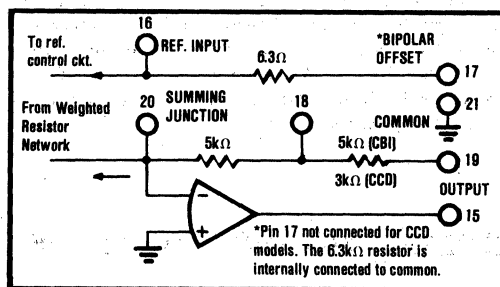 16
To ref.
control ckt.
REF. INPUT
6.3Ω
*BIPOLAR
OFFSET
17
From Weighted
Resistor
Network
20
SUMMING
JUNCTION
18
21
COMMON
5kΩ
5kΩ (CBI)
3kΩ (CCD)
19
OUTPUT
15
−
+
*Pin 17 not connected for CCD
models. The 6.3kΩ resistor is
internally connected to common.